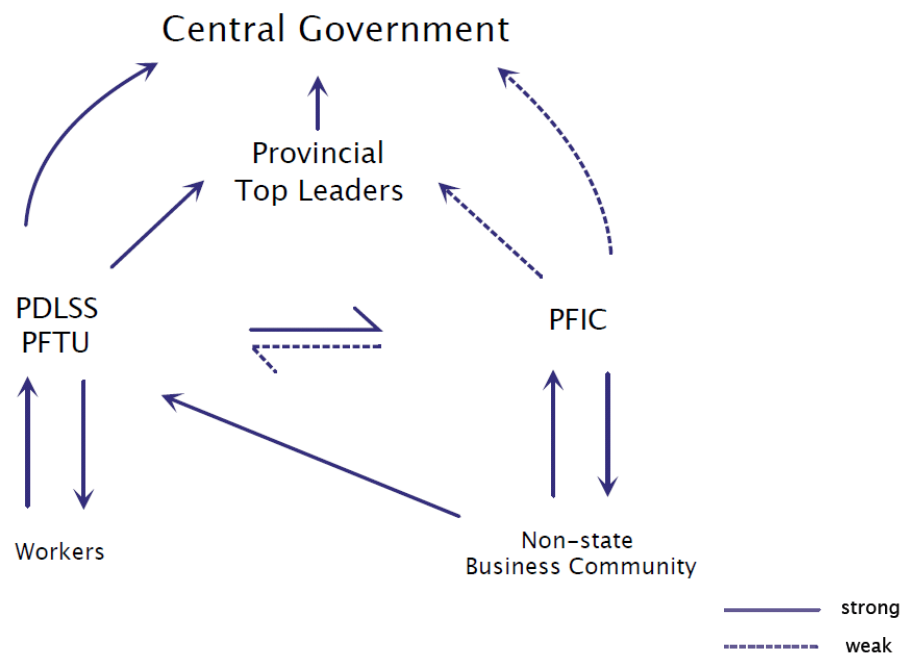 Central Government
Provincial
Top Leaders
PDLSS
PFTU
PFIC
Workers
Non-state
Business Community
strong
weak